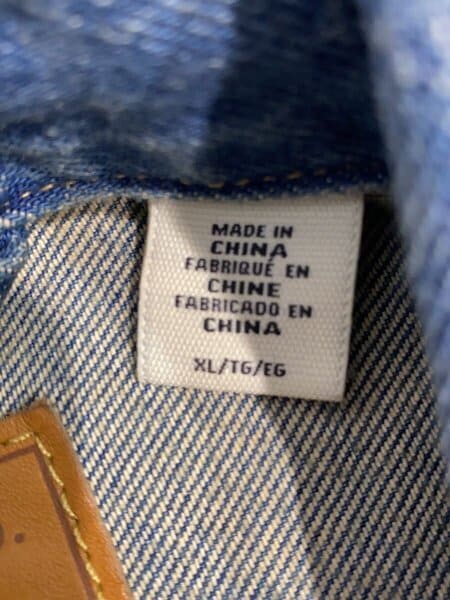 MADE IN
CHINA
FABRIQUÉ EN
CHINE
FABRICADO EN
CHINA
XL/TG/EG